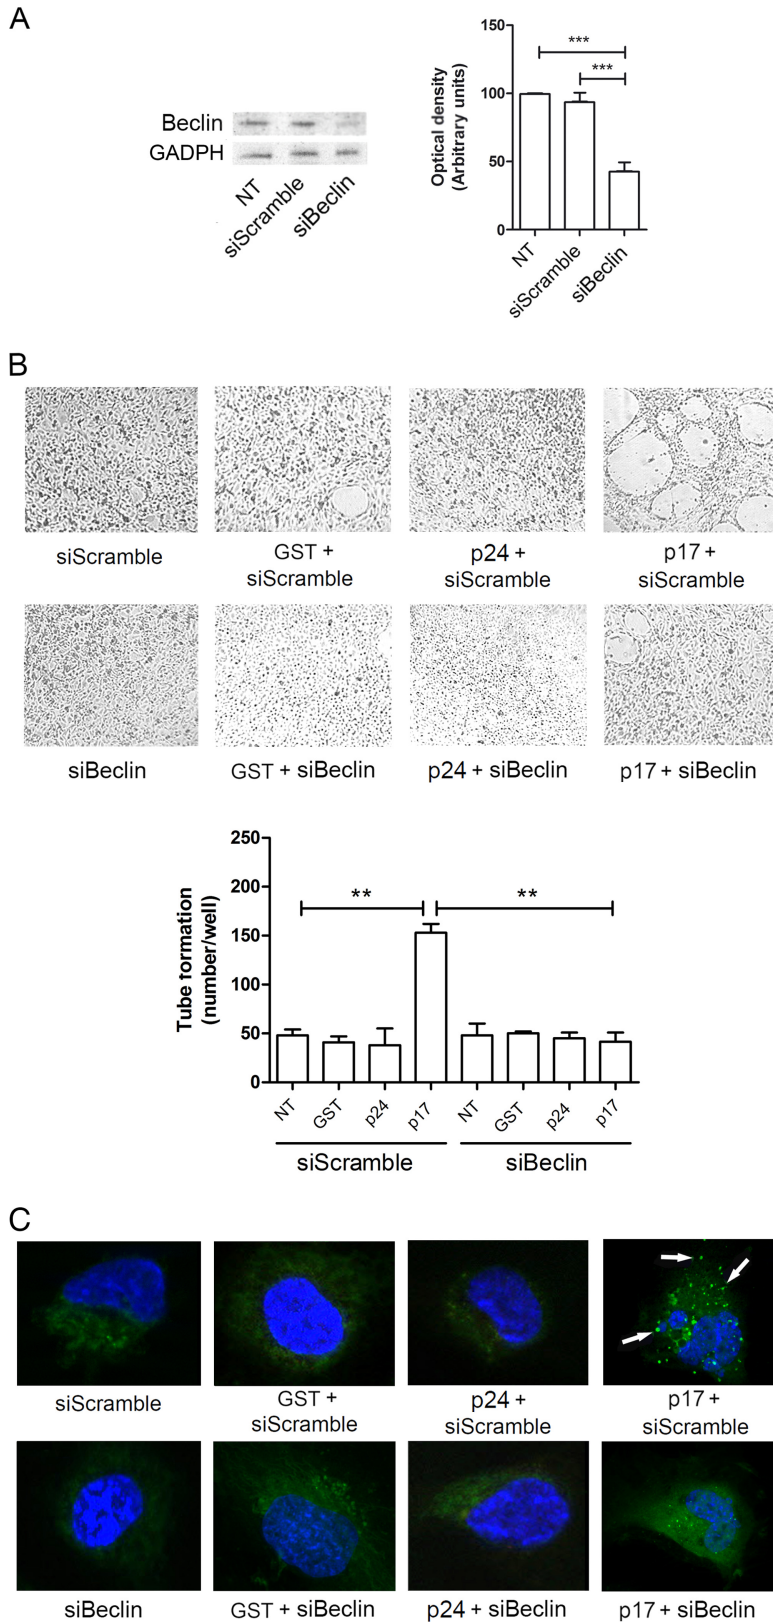 A
Beclin
GADPH
NT
siScramble
siBeclin
150
100
50
0
Optical density
(Arbitrary units)
***
***
NT
siScramble
siBeclin
B
siScramble
GST +
siScramble
p24 +
siScramble
p17 +
siScramble
siBeclin
GST + siBeclin
p24 + siBeclin
p17 + siBeclin
250
200
150
100
50
0
Tube formation
(number/well)
**
**
NT
GST
p24
p17
NT
GST
p24
p17
siScramble
siBeclin
C
siScramble
GST +
siScramble
p24 +
siScramble
p17 +
siScramble
siBeclin
GST + siBeclin
p24 + siBeclin
p17 + siBeclin